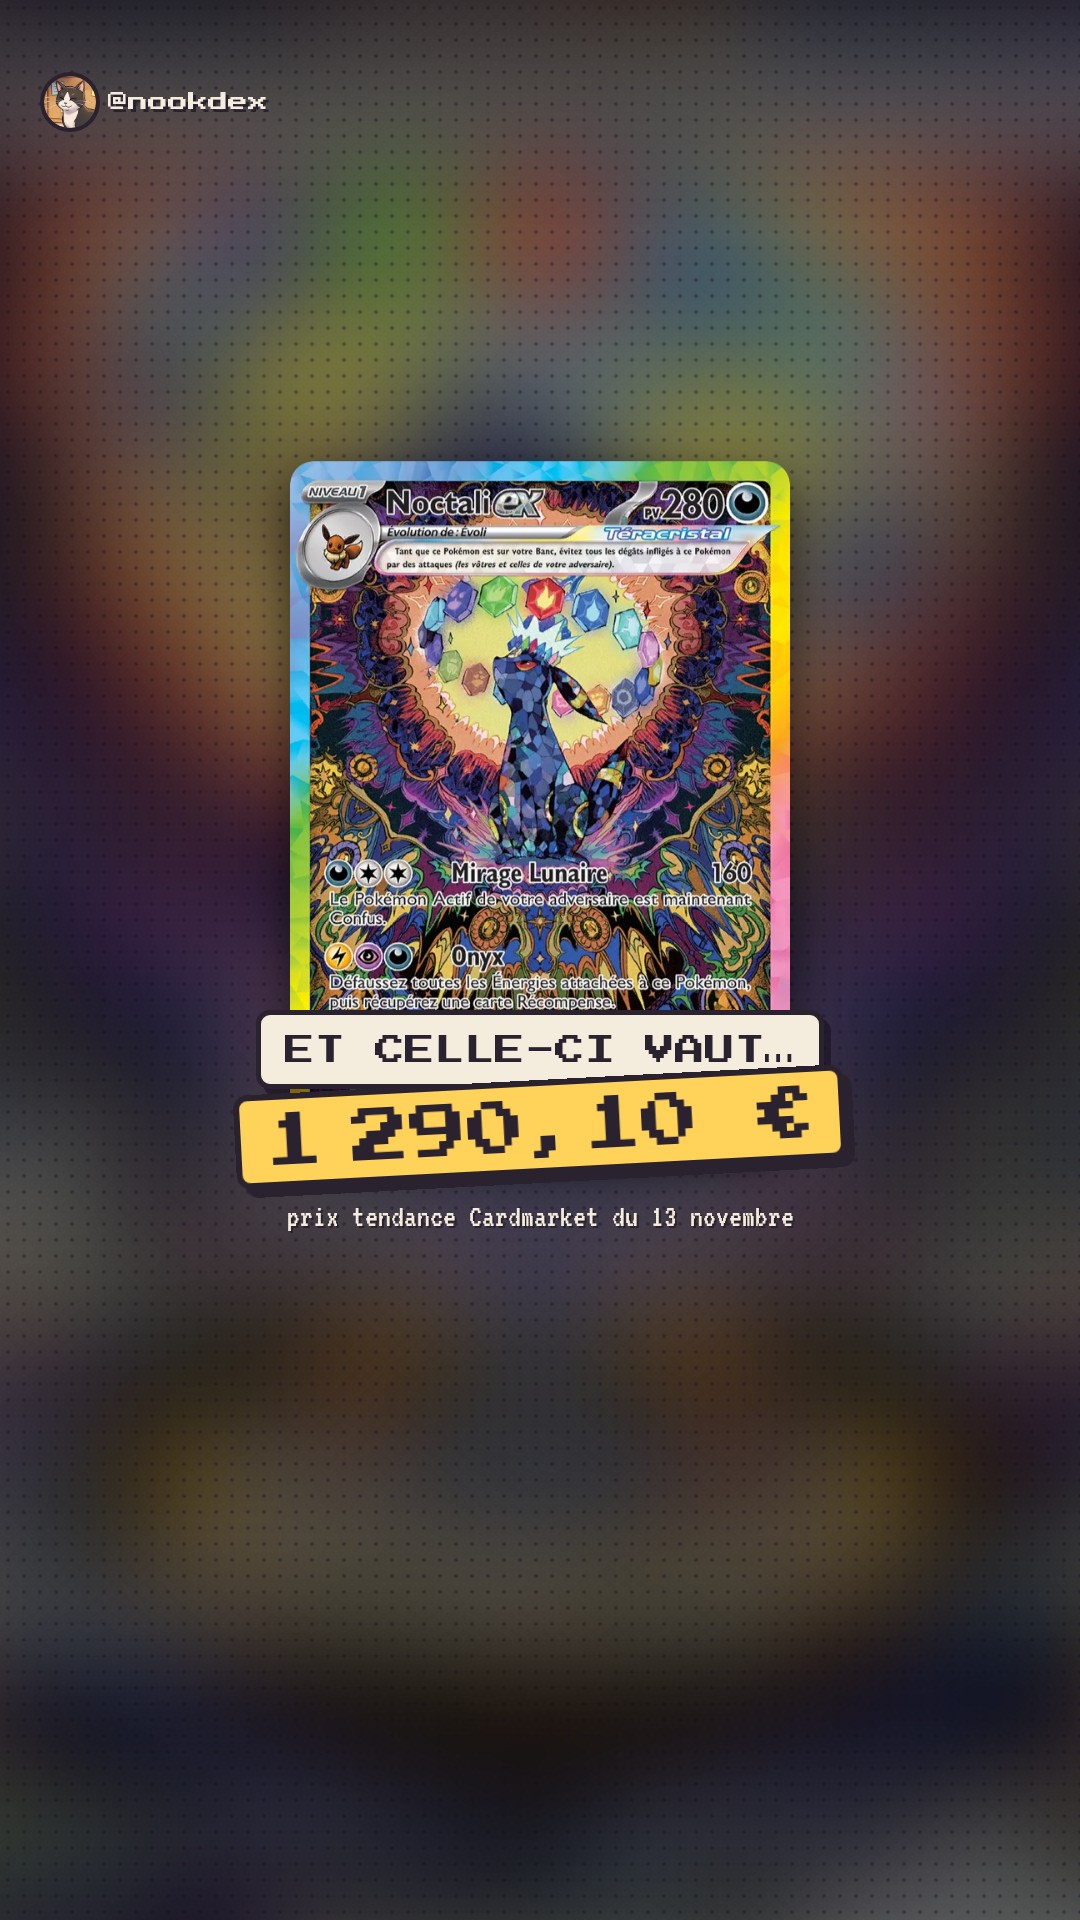 @nookdex
NIVEAU 1
Noctali ex
PV 280
Évolution de : Évoli
Téracristal
Tant que ce Pokémon est sur votre Banc, évitez tous les dégâts infligés à ce Pokémon
par des attaques (les vôtres et celles de votre adversaire).
Mirage Lunaire 160
Le Pokémon Actif de votre adversaire est maintenant
Confus.
Onyx
Défaussez toutes les Énergies attachées à ce Pokémon,
puis récupérez une carte Récompense.
ET CELLE-CI VAUT...
1 290,10 €
prix tendance Cardmarket du 13 novembre